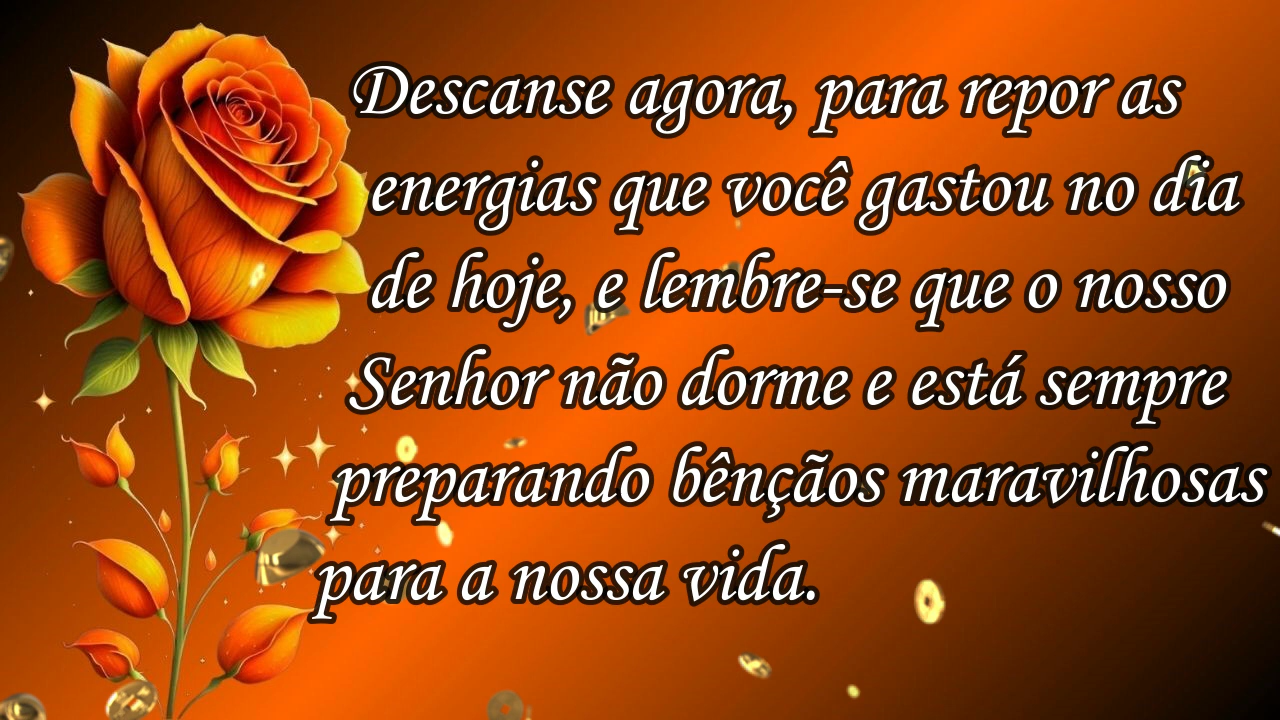 Descanse agora, para repor as
energias que você gastou no dia
de hoje, e lembre-se que o nosso
Senhor não dorme e está sempre
preparando bênçãos maravilhosas
para a nossa vida.